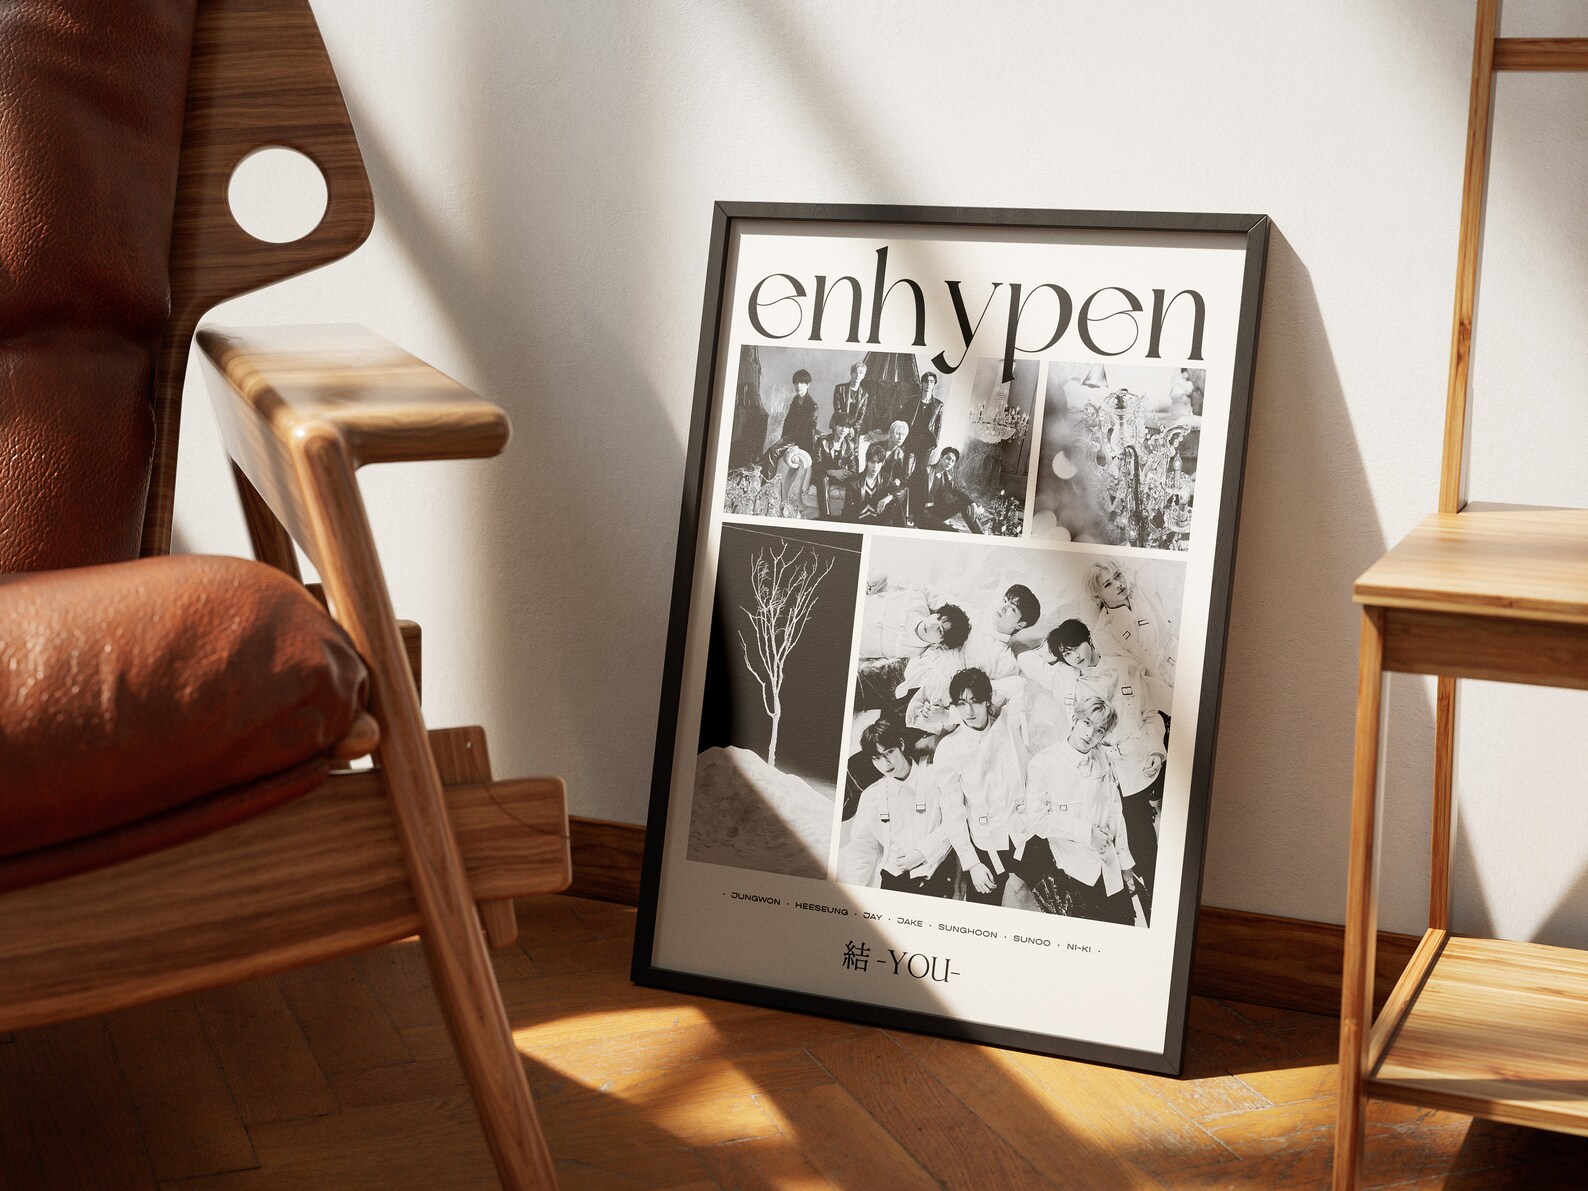 enhypen
· JUNGWON · HEESEUNG · JAY · JAKE · SUNGHOON · SUNOO · NI-KI ·
結 -YOU-